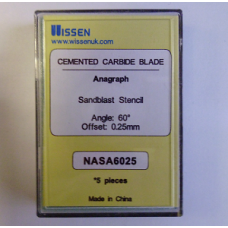 WISSEN
www.wissenuk.com
CEMENTED CARBIDE BLADE
Anagraph
Sandblast Stencil
Angle: 60°
Offset: 0.25mm
NASA6025
*5 pieces
Made in China